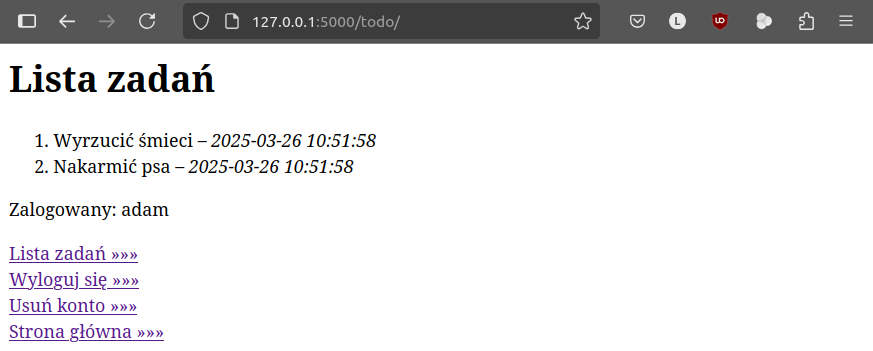 127.0.0.1:5000/todo/
L
Lista zadań
1. Wyrzucić śmieci – 2025-03-26 10:51:58
2. Nakarmić psa – 2025-03-26 10:51:58
Zalogowany: adam
Lista zadań »»»
Wyloguj się »»»
Usuń konto »»»
Strona główna »»»